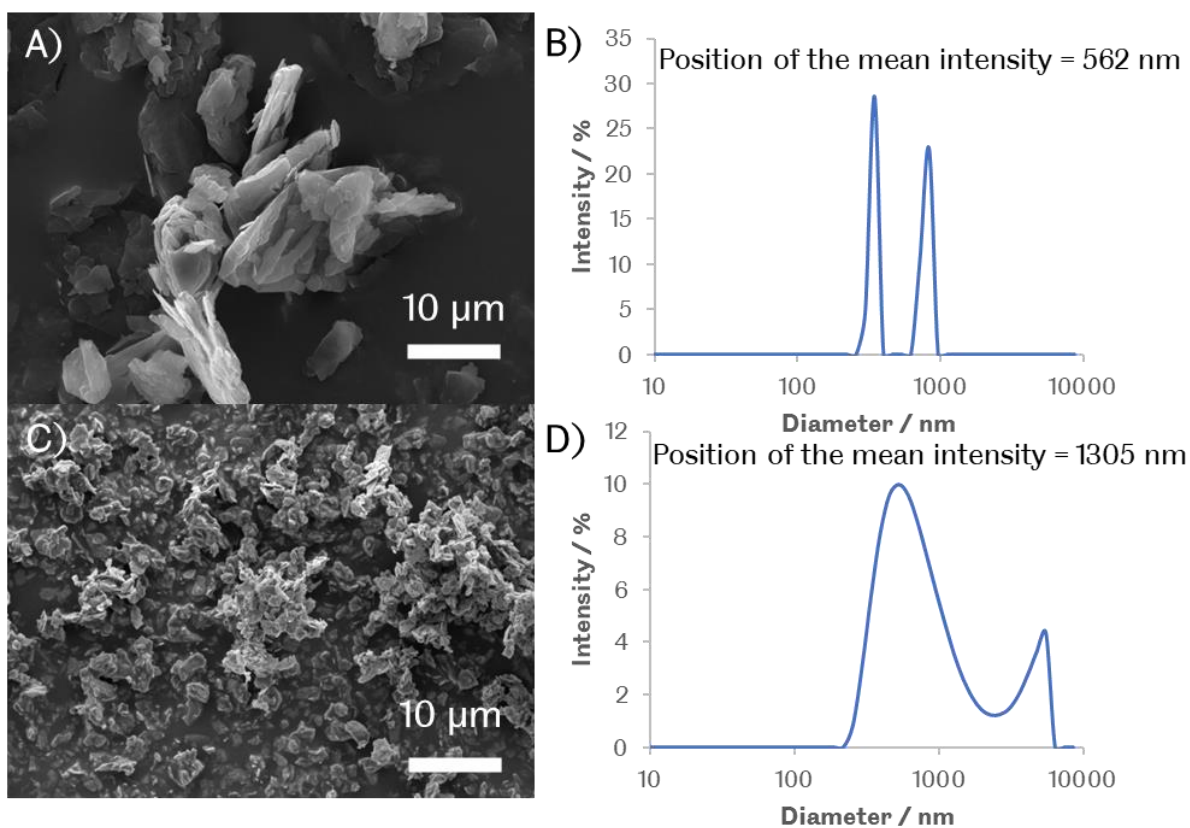 A)
10 µm
B)
Position of the mean intensity = 562 nm
Intensity / %
35
30
25
20
15
10
5
0
10 100 1000 10000
Diameter / nm
C)
10 µm
D)
Position of the mean intensity = 1305 nm
Intensity / %
12
10
8
6
4
2
0
10 100 1000 10000
Diameter / nm